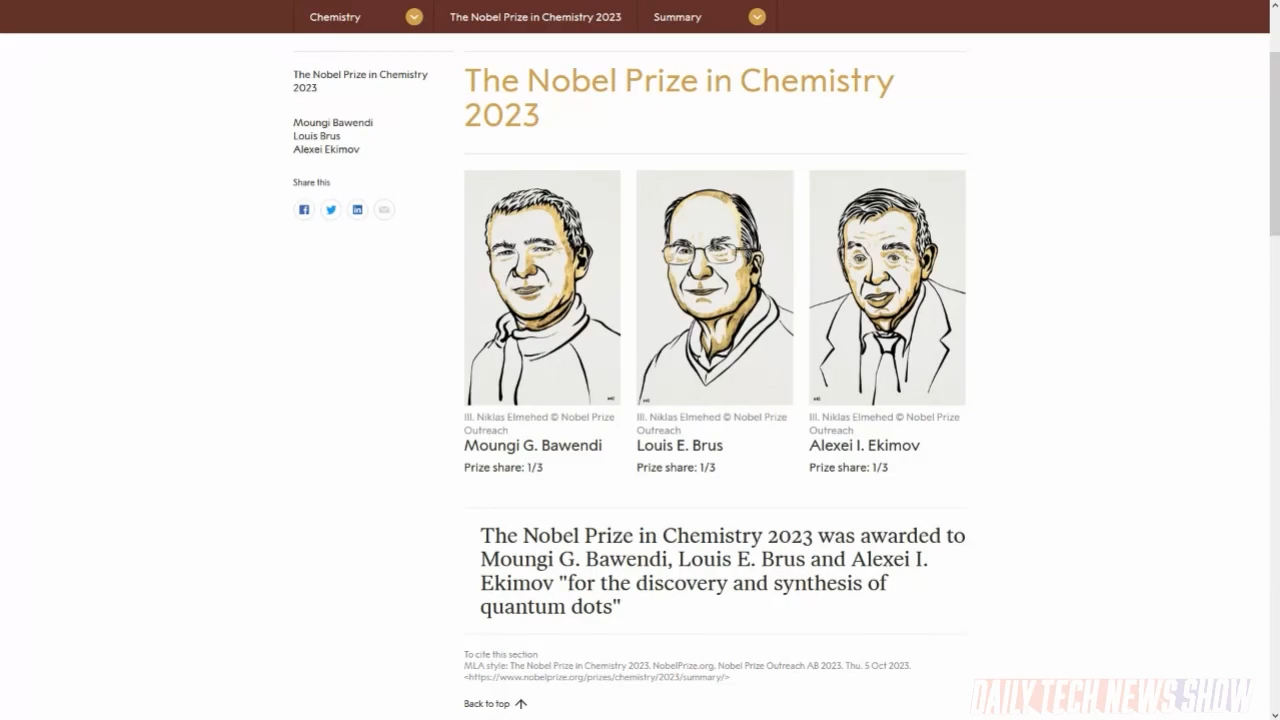 Chemistry
The Nobel Prize in Chemistry 2023
Summary
The Nobel Prize in Chemistry
2023
Moungi Bawendi
Louis Brus
Alexei Ekimov
Share this
The Nobel Prize in Chemistry
2023
Ill. Niklas Elmehed © Nobel Prize
Outreach
Moungi G. Bawendi
Prize share: 1/3
Ill. Niklas Elmehed © Nobel Prize
Outreach
Louis E. Brus
Prize share: 1/3
Ill. Niklas Elmehed © Nobel Prize
Outreach
Alexei I. Ekimov
Prize share: 1/3
The Nobel Prize in Chemistry 2023 was awarded to
Moungi G. Bawendi, Louis E. Brus and Alexei I.
Ekimov "for the discovery and synthesis of
quantum dots"
To cite this section
MLA style: The Nobel Prize in Chemistry 2023. NobelPrize.org. Nobel Prize Outreach AB 2023. Thu. 5 Oct 2023.
<https://www.nobelprize.org/prizes/chemistry/2023/summary/>
Back to top
DAILY TECH NEWS SHOW